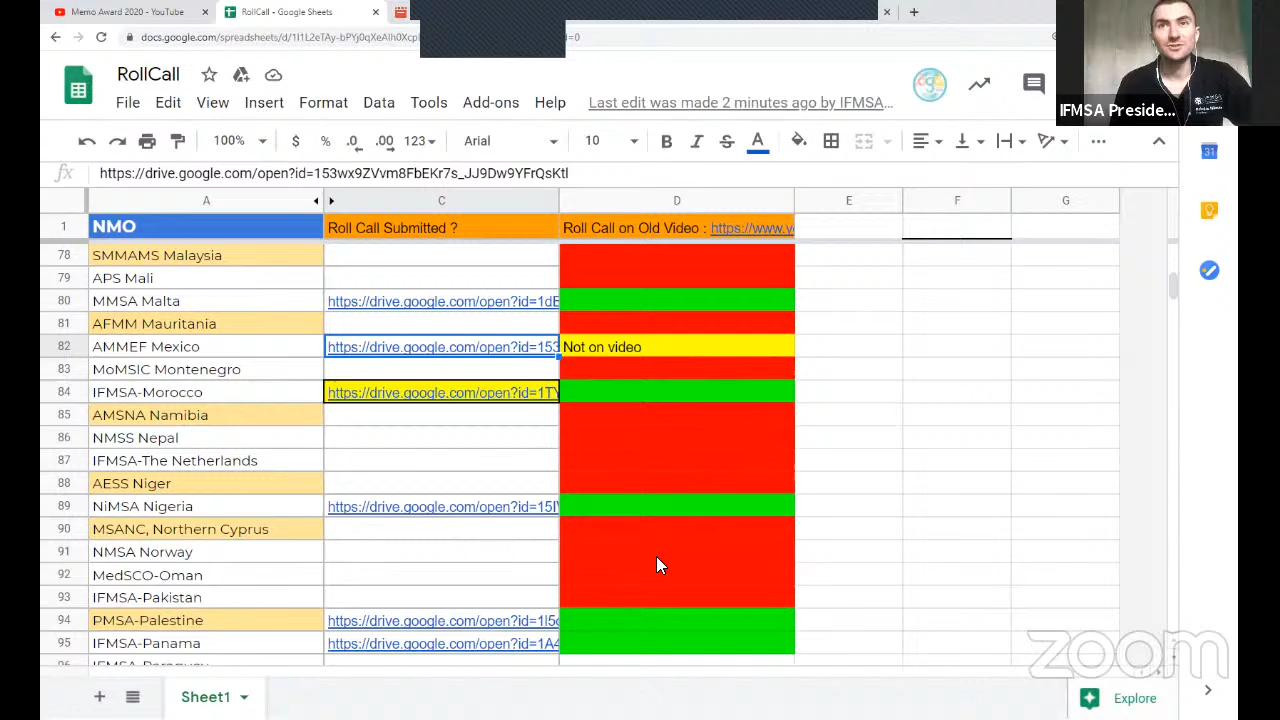 Memo Award 2020 - YouTube
RollCall - Google Sheets
docs.google.com/spreadsheets/d/
RollCall
File Edit View Insert Format Data Tools Add-ons Help Last edit was made 2 minutes ago by IFMSA…
IFMSA Preside...
100% $ % .0 .00 123 Arial 10 B I S A
31
fx https://drive.google.com/open?id=153wx9ZVvm8FbEKr7s_JJ9Dw9YFrQsKtl
A C D E F G
1 NMO Roll Call Submitted ? Roll Call on Old Video : https://www.y
78 SMMAMS Malaysia
79 APS Mali
80 MMSA Malta https://drive.google.com/open?id=1dE
81 AFMM Mauritania
82 AMMEF Mexico https://drive.google.com/open?id=153 Not on video
83 MoMSIC Montenegro
84 IFMSA-Morocco https://drive.google.com/open?id=1TY
85 AMSNA Namibia
86 NMSS Nepal
87 IFMSA-The Netherlands
88 AESS Niger
89 NiMSA Nigeria https://drive.google.com/open?id=15I
90 MSANC, Northern Cyprus
91 NMSA Norway
92 MedSCO-Oman
93 IFMSA-Pakistan
94 PMSA-Palestine https://drive.google.com/open?id=1I5
95 IFMSA-Panama https://drive.google.com/open?id=1A4
96 IFMSA-Paraguay
zoom
Sheet1
Explore